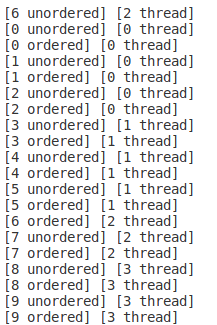 [6 unordered] [2 thread]
[0 unordered] [0 thread]
[0 ordered] [0 thread]
[1 unordered] [0 thread]
[1 ordered] [0 thread]
[2 unordered] [0 thread]
[2 ordered] [0 thread]
[3 unordered] [1 thread]
[3 ordered] [1 thread]
[4 unordered] [1 thread]
[4 ordered] [1 thread]
[5 unordered] [1 thread]
[5 ordered] [1 thread]
[6 ordered] [2 thread]
[7 unordered] [2 thread]
[7 ordered] [2 thread]
[8 unordered] [3 thread]
[8 ordered] [3 thread]
[9 unordered] [3 thread]
[9 ordered] [3 thread]